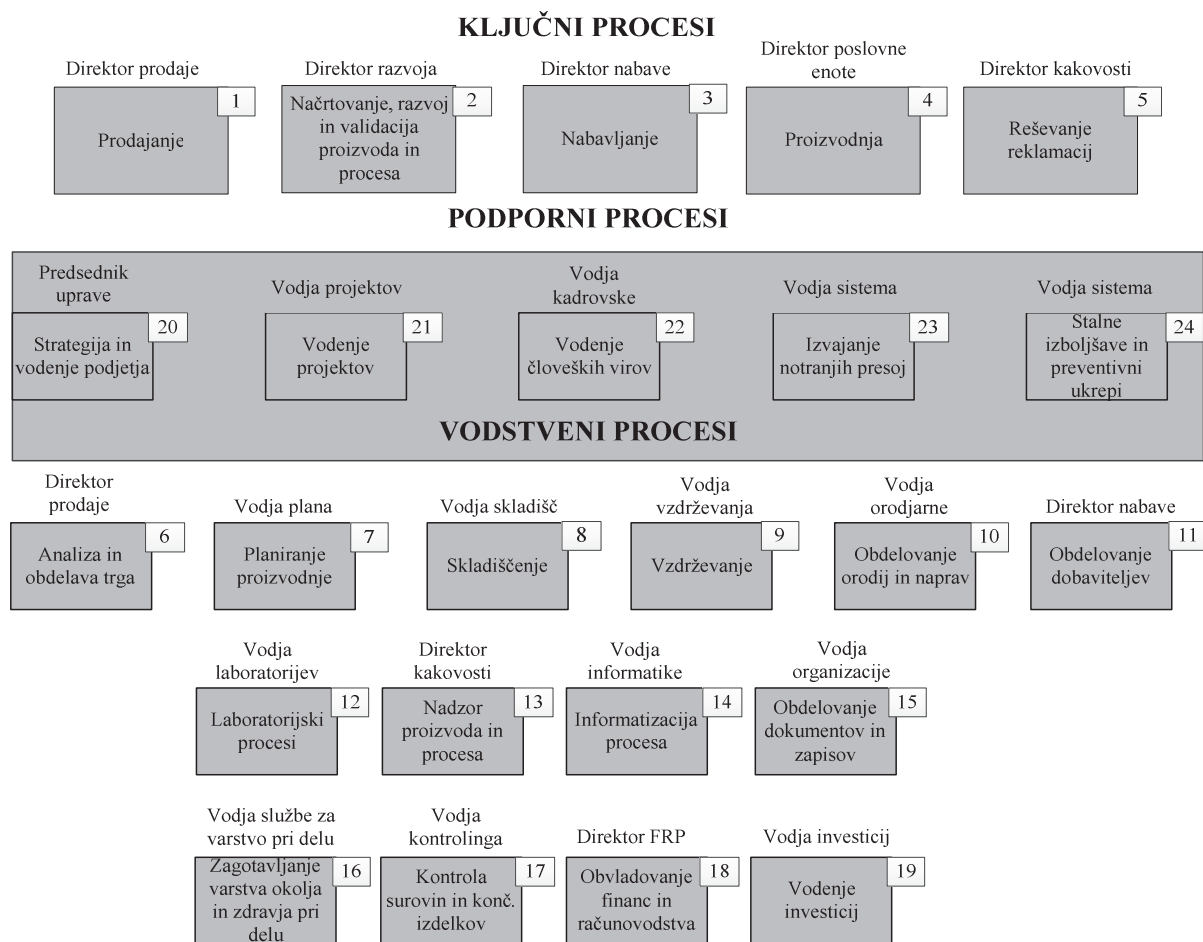 KLJUČNI PROCESI
Direktor prodaje
1
Prodajanje
Direktor razvoja
2
Načrtovanje, razvoj
in validacija
proizvoda in
procesa
Direktor nabave
3
Nabavljanje
Direktor poslovne
enote
4
Proizvodnja
Direktor kakovosti
5
Reševanje
reklamacij
PODPORNI PROCESI
Predsednik
uprave
20
Strategija in
vodenje podjetja
Vodja projektov
21
Vodenje
projektov
Vodja
kadrovske
22
Vodenje
človeških virov
Vodja sistema
23
Izvajanje
notranjih presoj
Vodja sistema
24
Stalne
izboljšave in
preventivni
ukrepi
VODSTVENI PROCESI
Direktor
prodaje
6
Analiza in
obdelava trga
Vodja plana
7
Planiranje
proizvodnje
Vodja skladišč
8
Skladiščenje
Vodja
vzdrževanja
9
Vzdrževanje
Vodja
orodjarne
10
Obdelovanje
orodij in naprav
Direktor nabave
11
Obdelovanje
dobaviteljev
Vodja
laboratorijev
12
Laboratorijski
procesi
Direktor
kakovosti
13
Nadzor
proizvoda in
procesa
Vodja
informatike
14
Informatizacija
procesa
Vodja
organizacije
15
Obdelovanje
dokumentov in
zapisov
Vodja službe za
varstvo pri delu
16
Zagotavljanje
varstva okolja
in zdravja pri
delu
Vodja
kontrolinga
17
Kontrola
surovin in konč.
izdelkov
Direktor FRP
18
Obvladovanje
financ in
računovodstva
Vodja investicij
19
Vodenje
investicij